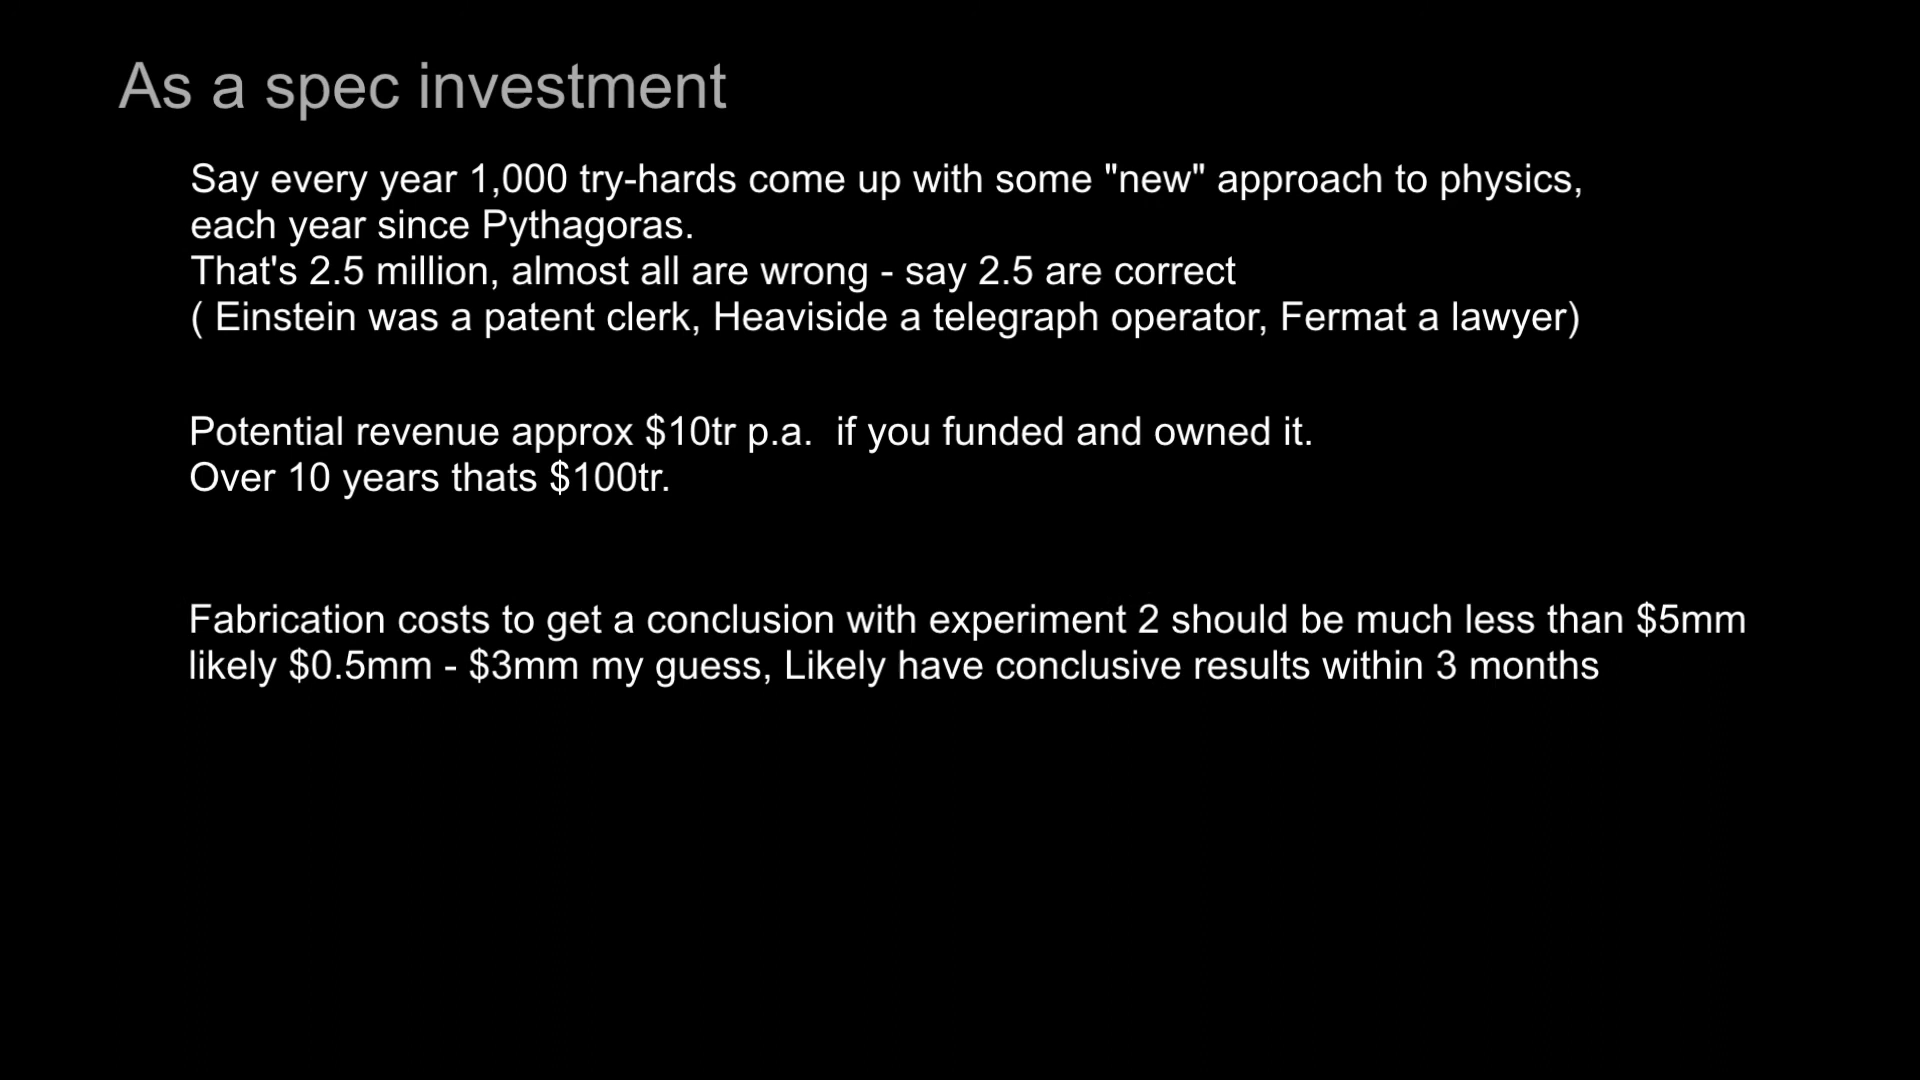 As a spec investment
Say every year 1,000 try-hards come up with some "new" approach to physics,
each year since Pythagoras.
That's 2.5 million, almost all are wrong - say 2.5 are correct
( Einstein was a patent clerk, Heaviside a telegraph operator, Fermat a lawyer)
Potential revenue approx $10tr p.a.  if you funded and owned it.
Over 10 years thats $100tr.
Fabrication costs to get a conclusion with experiment 2 should be much less than $5mm
likely $0.5mm - $3mm my guess, Likely have conclusive results within 3 months